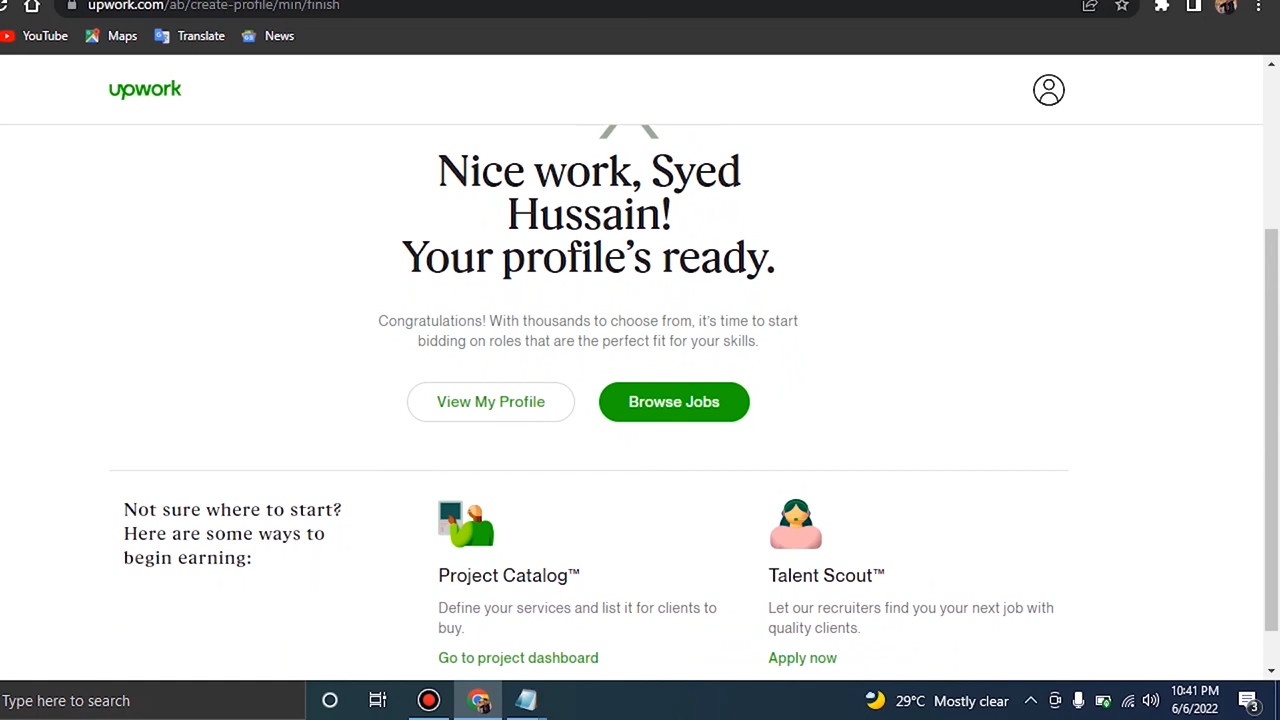 upwork.com/ab/create-profile/min/finish
YouTube Maps Translate News
upwork
Nice work, Syed
Hussain!
Your profile's ready.
Congratulations! With thousands to choose from, it's time to start
bidding on roles that are the perfect fit for your skills.
View My Profile Browse Jobs
Not sure where to start?
Here are some ways to
begin earning:
Project Catalog™
Define your services and list it for clients to
buy.
Go to project dashboard
Talent Scout™
Let our recruiters find you your next job with
quality clients.
Apply now
Type here to search
29°C Mostly clear
10:41 PM
6/6/2022
3